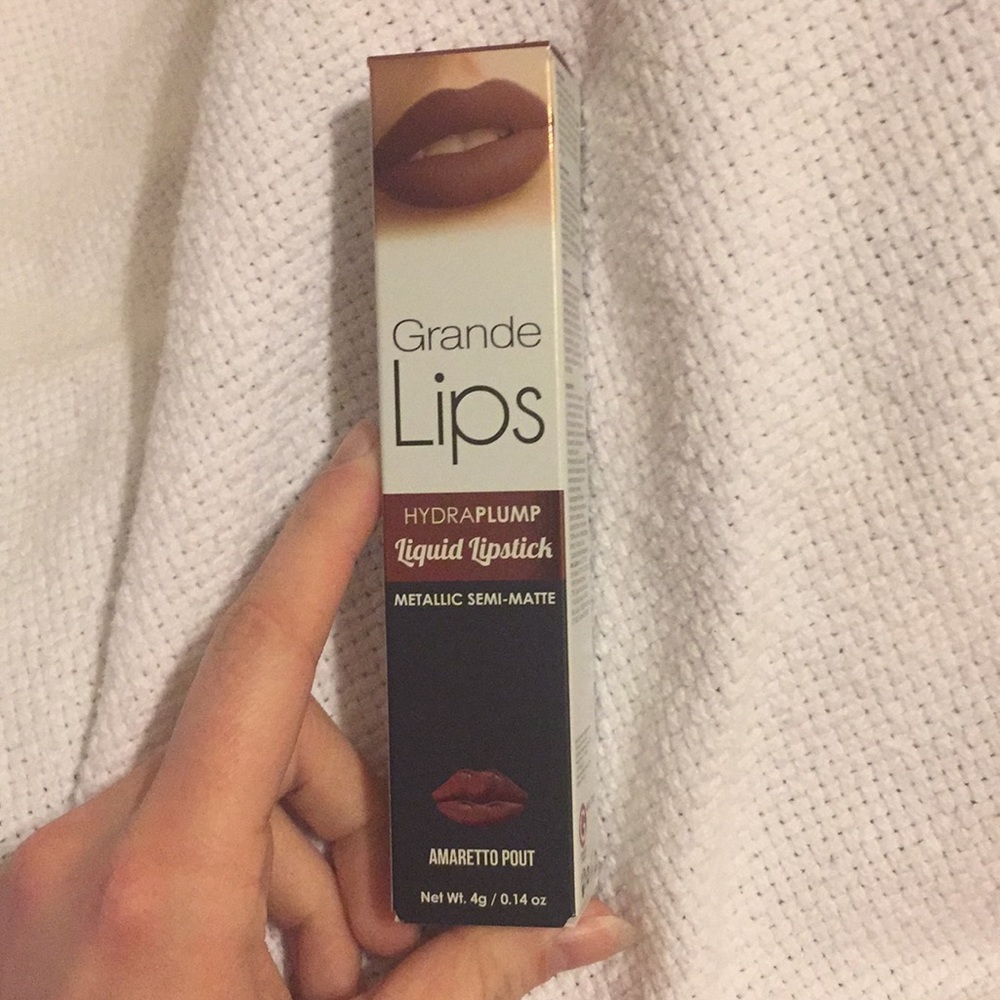 Grande
Lips
HYDRAPLUMP
Liquid Lipstick
METALLIC SEMI-MATTE
AMARETTO POUT
Net Wt. 4g / 0.14 oz